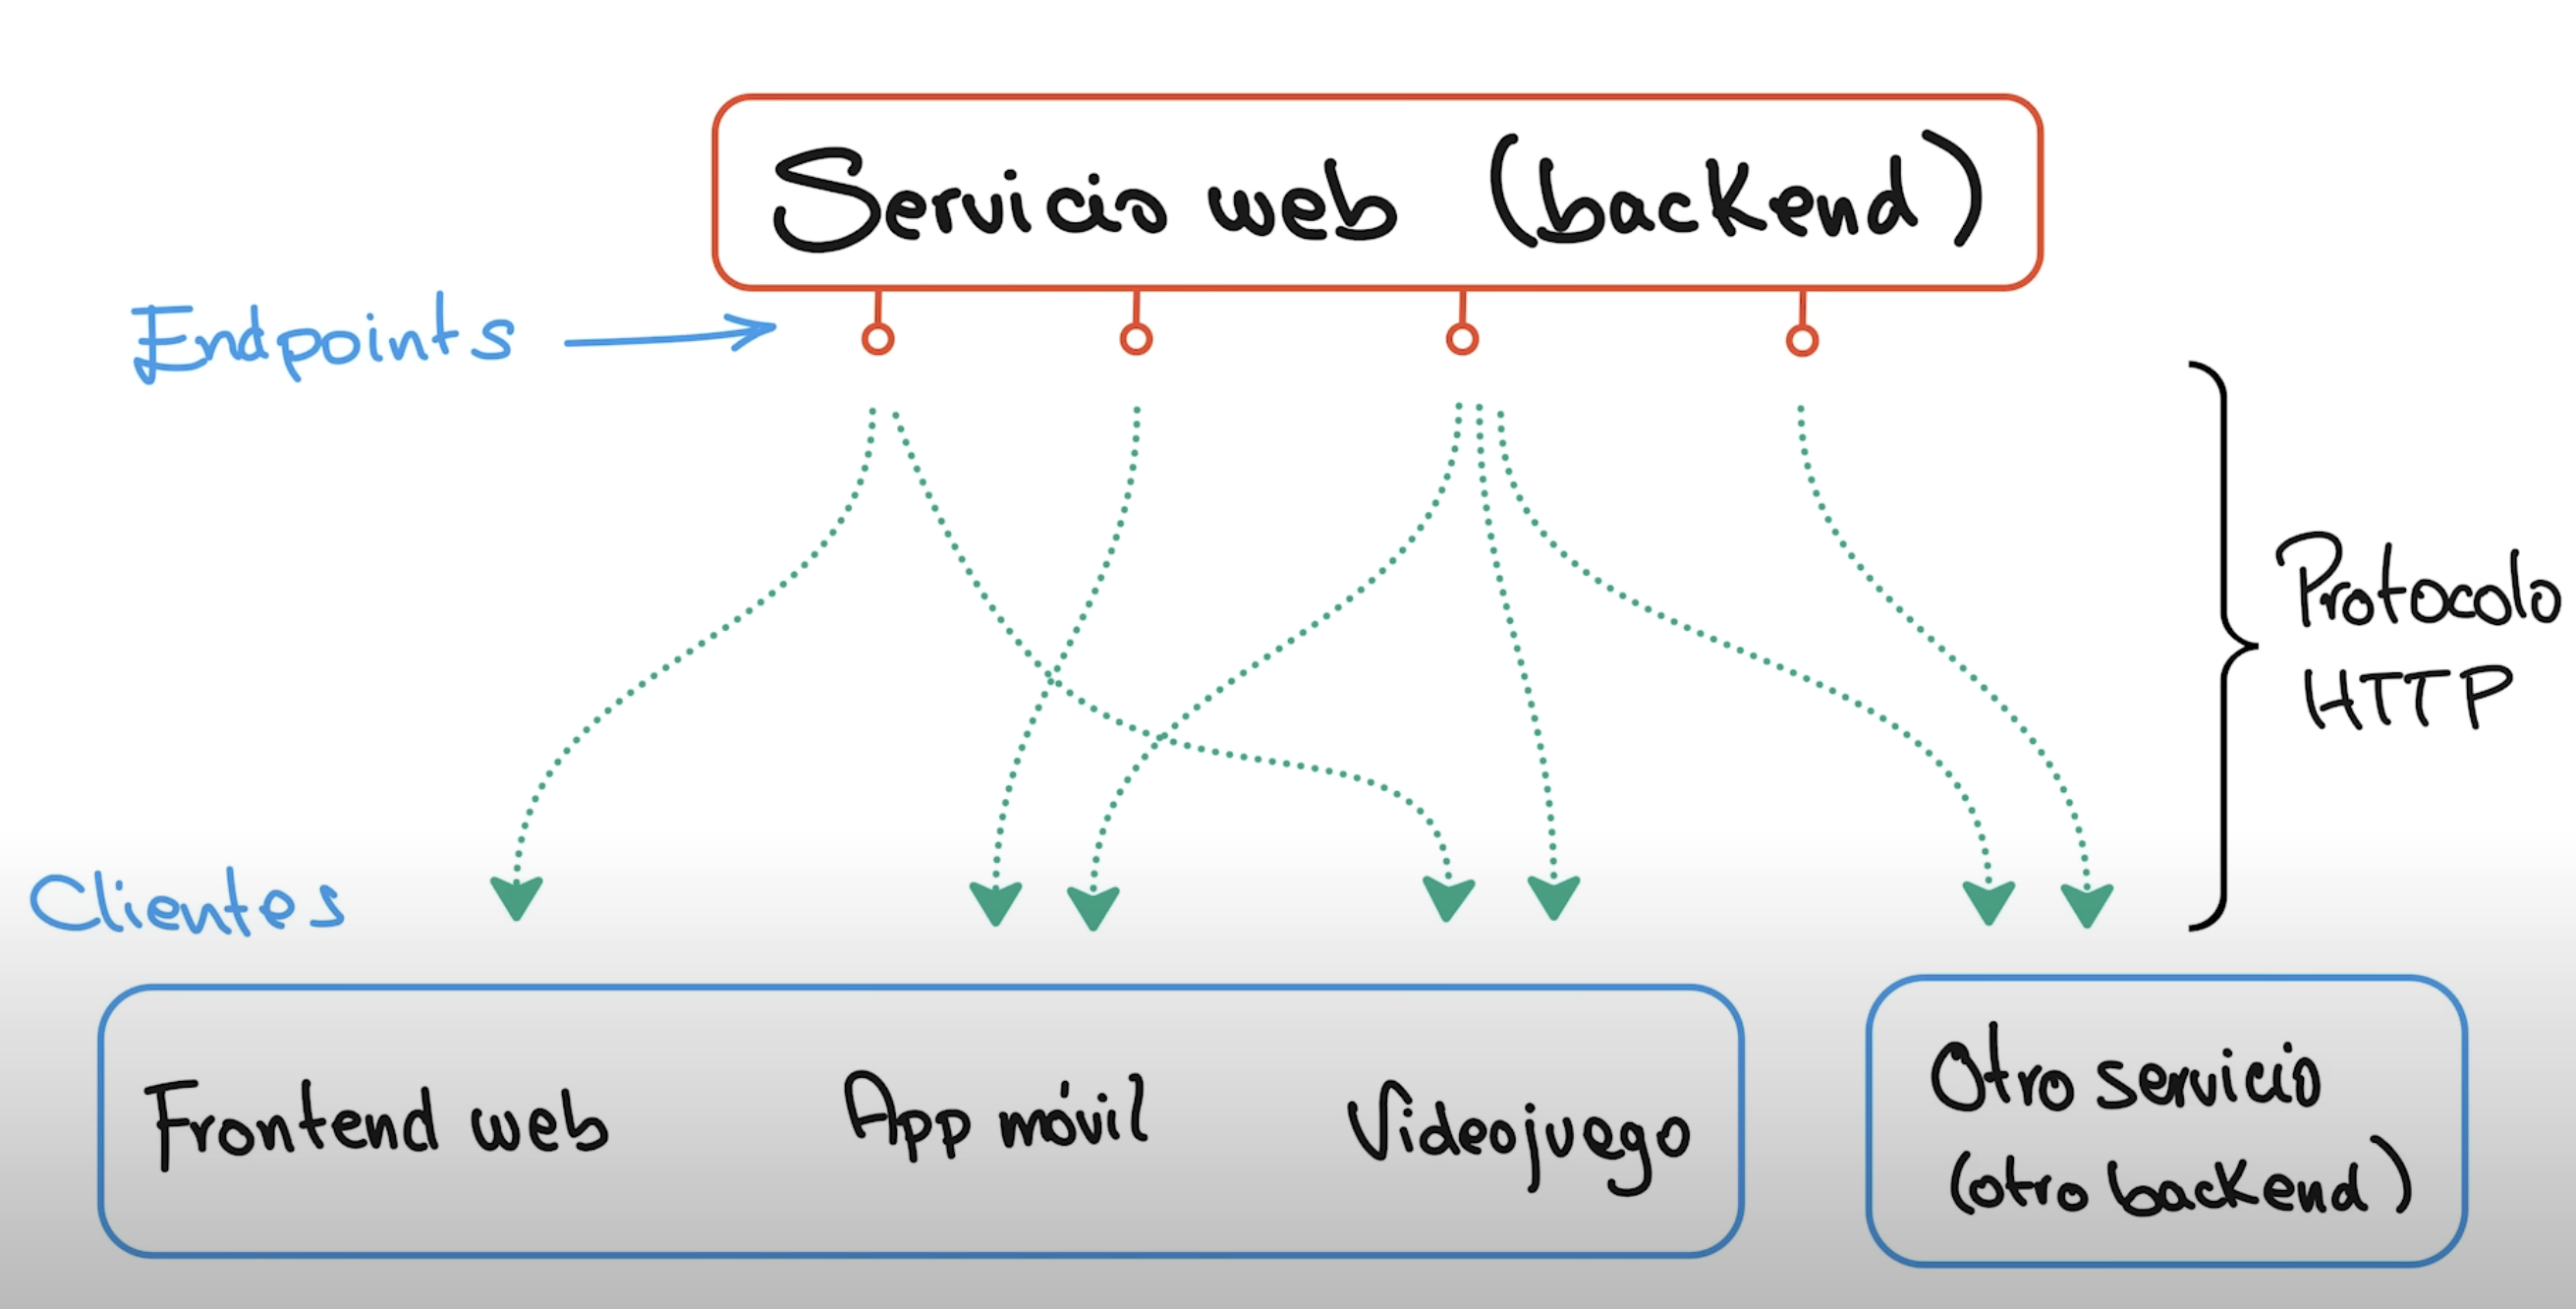 Servicio web (backend)
Endpoints
Protocolo
HTTP
Clientes
Frontend web
App móvil
Videojuego
Otro servicio
(otro backend)